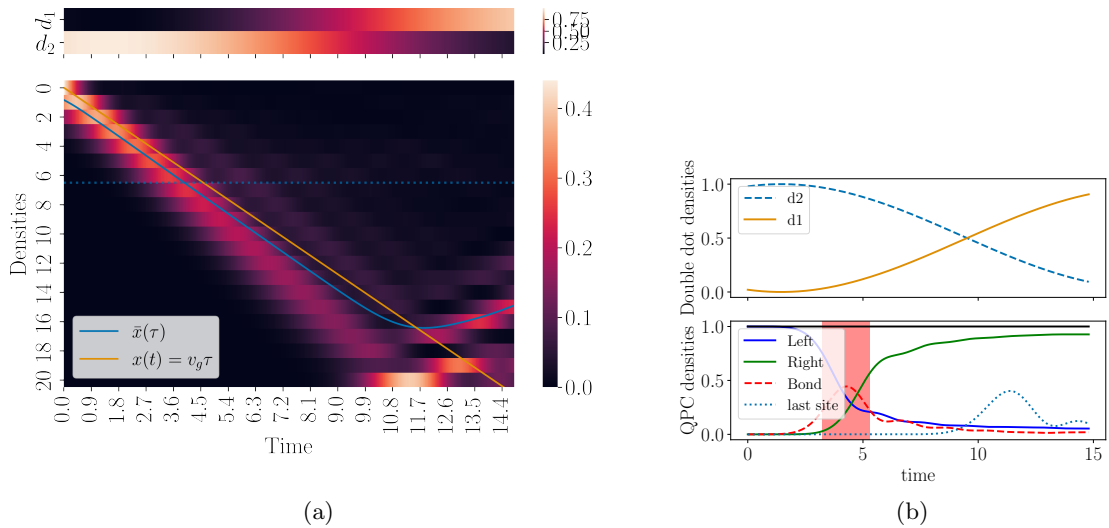 d1
d2
0.75
0.50
0.25
Densities
0
2
4
6
8
10
12
14
16
18
20
0.4
0.3
0.2
0.1
0.0
x̄(τ)
x(t) = v_gτ
0.0 0.9 1.8 2.7 3.6 4.5 5.4 6.3 7.2 8.1 9.0 9.9 10.8 11.7 12.6 13.5 14.4
Time
(a)
Double dot densities
1.0
0.5
0.0
d2
d1
QPC densities
1.0
0.5
0.0
Left
Right
Bond
last site
0 5 10 15
time
(b)